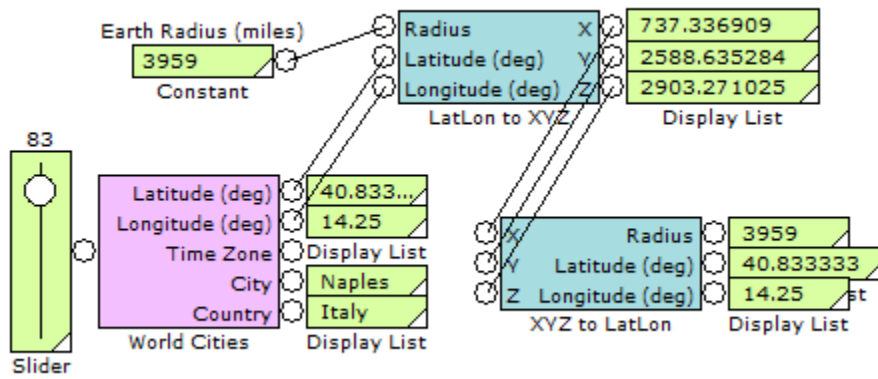 Earth Radius (miles)
3959
Constant
Radius X
Latitude (deg) Y
Longitude (deg) Z
LatLon to XYZ
737.336909
2588.635284
2903.271025
Display List
83
Slider
Latitude (deg)
Longitude (deg)
Time Zone
City
Country
World Cities
40.833...
14.25
Display List
Naples
Italy
Display List
X Radius
Y Latitude (deg)
Z Longitude (deg)
XYZ to LatLon
3959
40.833333
14.25
st
Display List